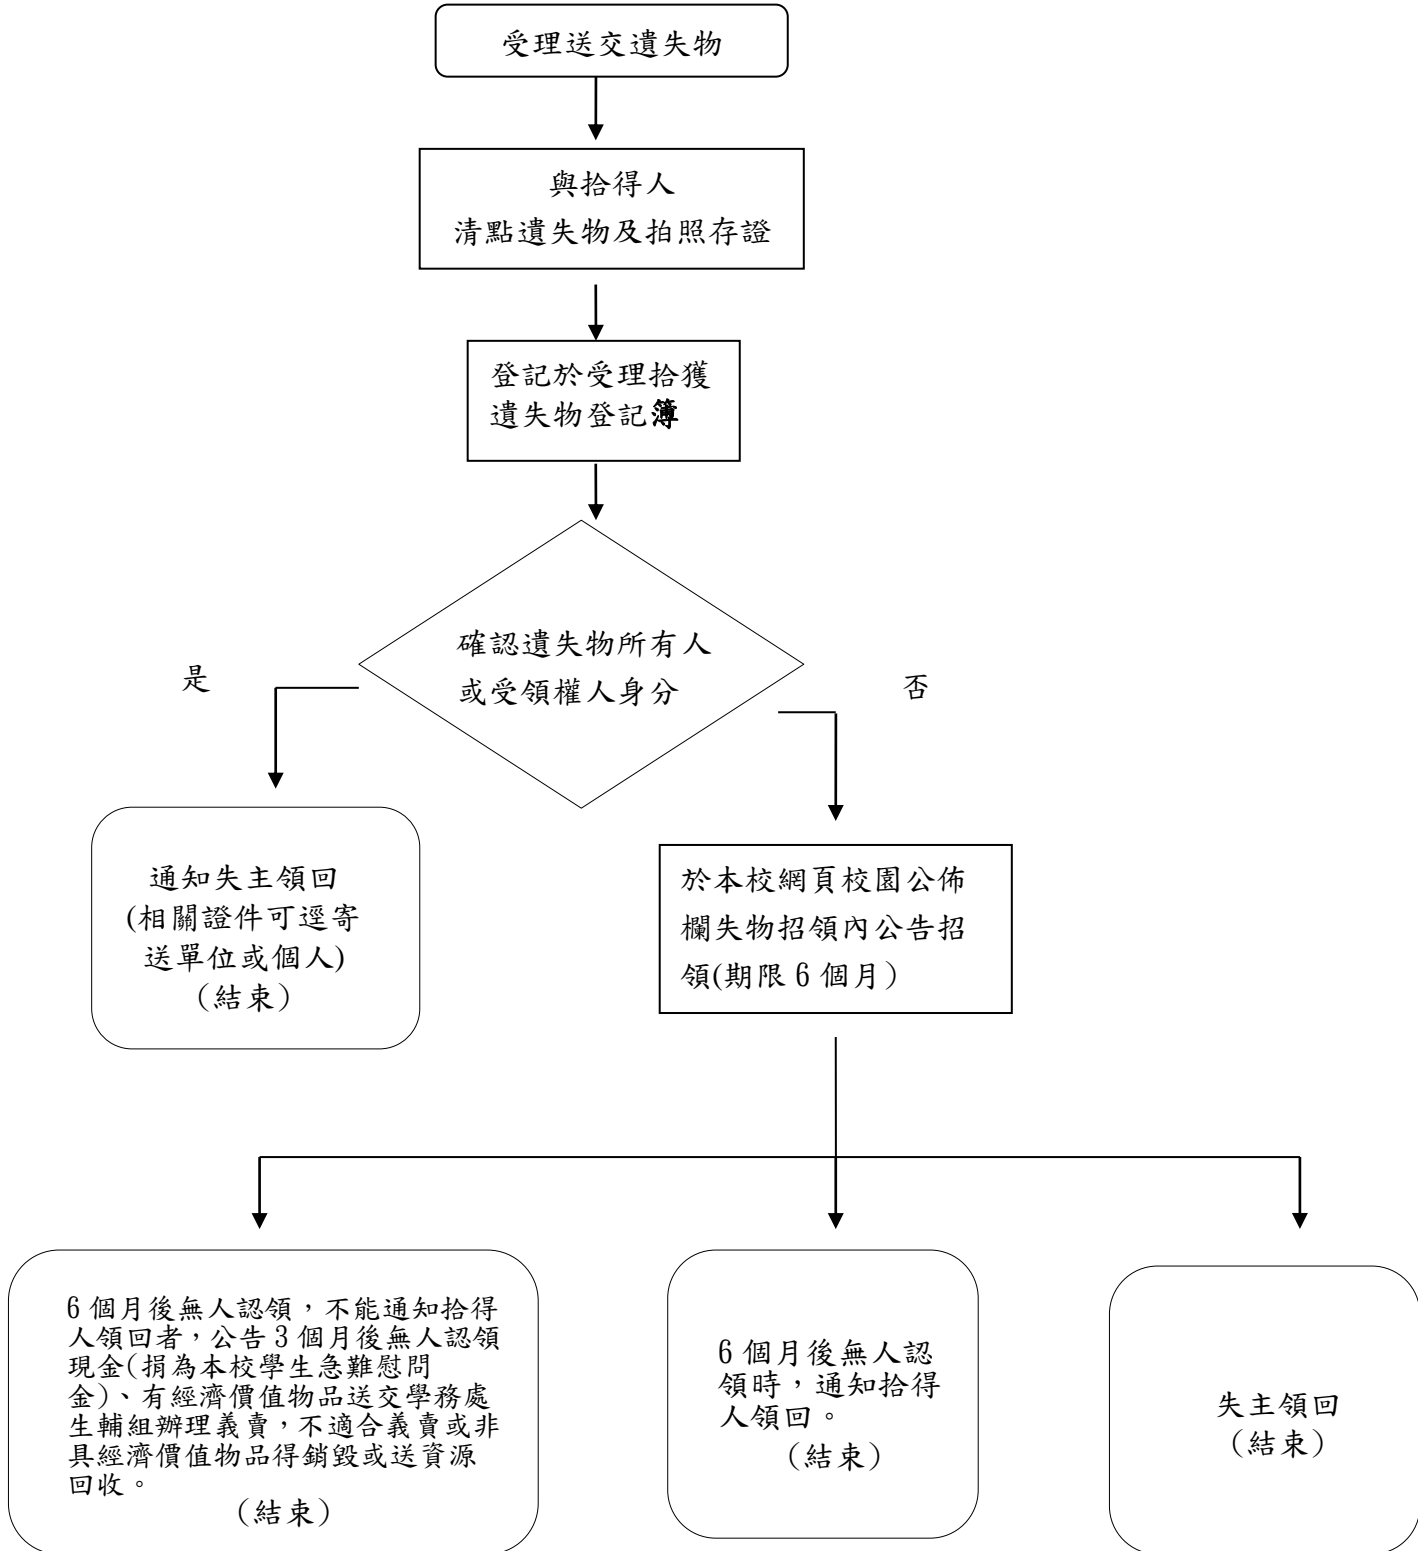 受理送交遺失物
與拾得人
清點遺失物及拍照存證
登記於受理拾獲
遺失物登記簿
確認遺失物所有人
或受領權人身分
是
否
通知失主領回
(相關證件可逕寄
送單位或個人)
（結束）
於本校網頁校園公佈
欄失物招領內公告招
領(期限 6 個月）
6 個月後無人認領，不能通知拾得
人領回者，公告 3 個月後無人認領
現金(捐為本校學生急難慰問
金)、有經濟價值物品送交學務處
生輔組辦理義賣，不適合義賣或非
具經濟價值物品得銷毀或送資源
回收。
（結束）
6 個月後無人認
領時，通知拾得
人領回。
（結束）
失主領回
（結束）